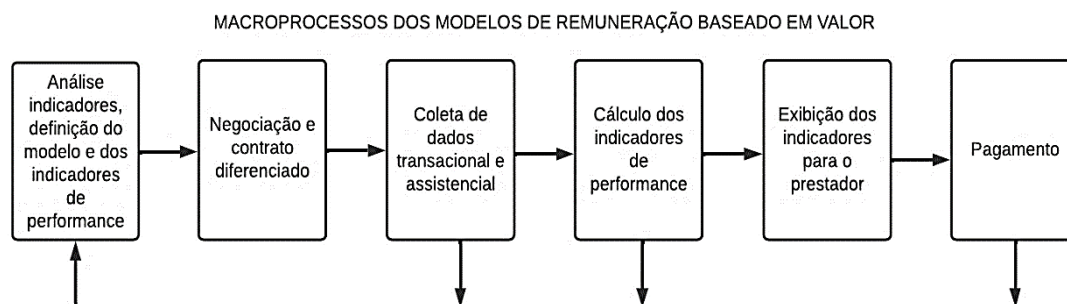 MACROPROCESSOS DOS MODELOS DE REMUNERAÇÃO BASEADO EM VALOR
Análise
indicadores,
definição do
modelo e dos
indicadores
de
performance
Negociação e
contrato
diferenciado
Coleta de
dados
transacional e
assistencial
Cálculo dos
indicadores
de
performance
Exibição dos
indicadores
para o
prestador
Pagamento